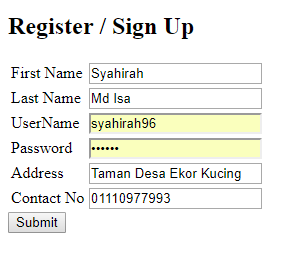 Register / Sign Up
First Name Syahirah
Last Name Md Isa
UserName syahirah96
Password ••••••
Address Taman Desa Ekor Kucing
Contact No 01110977993
Submit